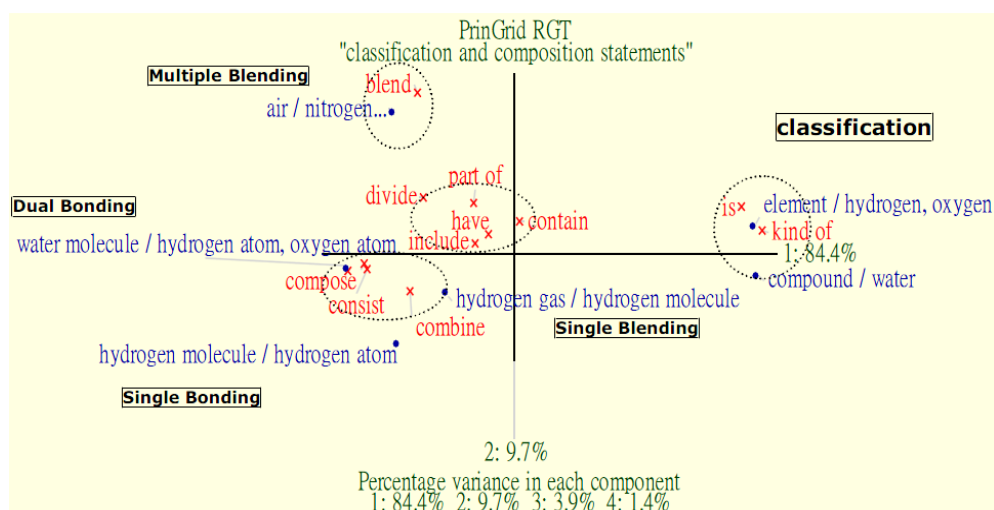 PrinGrid RGT
"classification and composition statements"
Multiple Blending
blend
air / nitrogen...
classification
part of
divide
Dual Bonding
have
contain
is
element / hydrogen, oxygen
kind of
water molecule / hydrogen atom, oxygen atom
include
1: 84.4%
compose
compound / water
consist
hydrogen gas / hydrogen molecule
combine
Single Blending
hydrogen molecule / hydrogen atom
Single Bonding
2: 9.7%
Percentage variance in each component
1: 84.4% 2: 9.7% 3: 3.9% 4: 1.4%